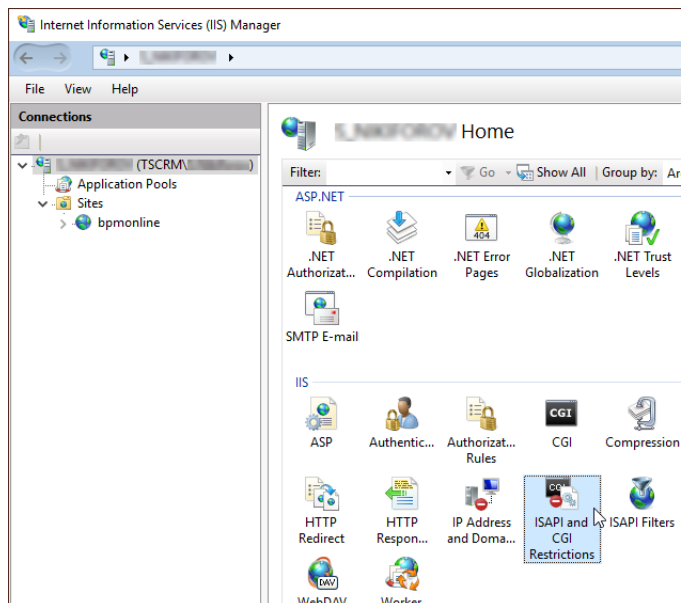 Internet Information Services (IIS) Manager
File View Help
Connections
(TSCRM\ )
Application Pools
Sites
bpmonline
Home
Filter: Go Show All Group by:
ASP.NET
.NET Authorizat...
.NET Compilation
.NET Error Pages
.NET Globalization
.NET Trust Levels
SMTP E-mail
IIS
ASP
Authentic...
Authorizat... Rules
CGI
CGI
Compression
HTTP Redirect
HTTP Respon...
IP Address and Doma...
ISAPI and CGI Restrictions
ISAPI Filters
404
DAV